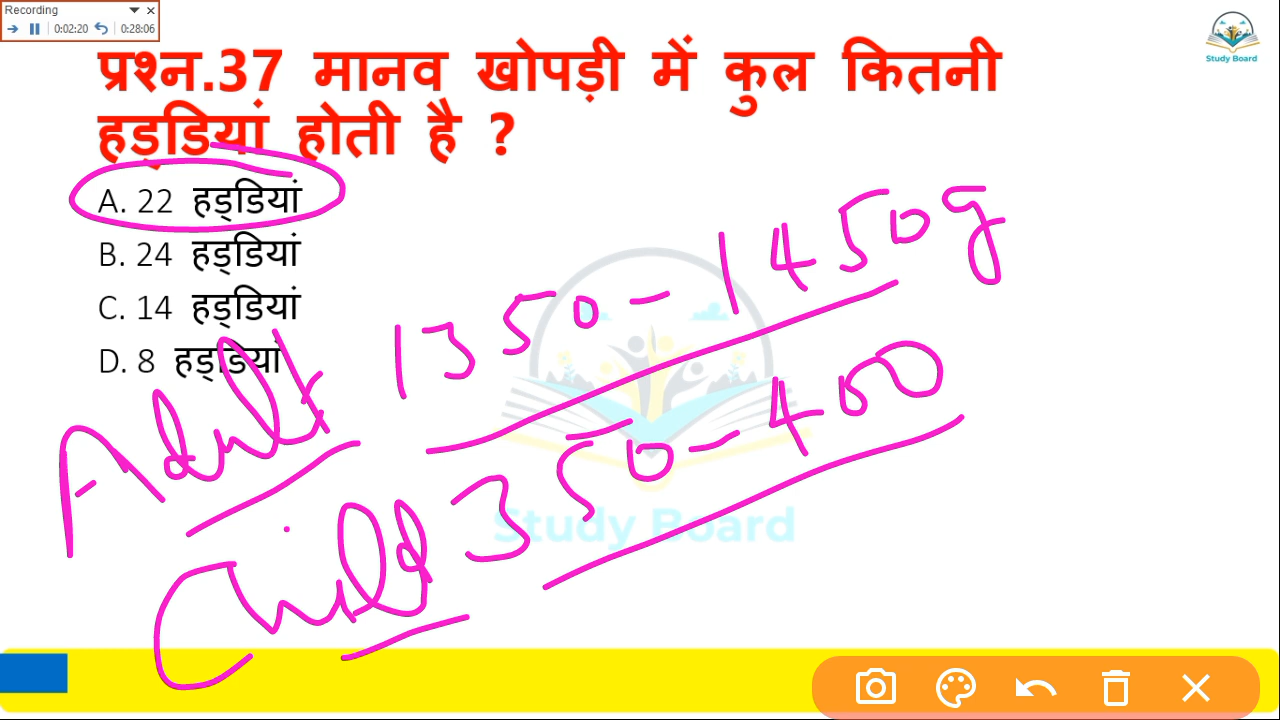 Recording
0:02:20 0:28:06
Study Board
प्रश्न.37 मानव खोपड़ी में कुल कितनी
हड्डियां होती है ?
A. 22 हड्डियां
B. 24 हड्डियां
C. 14 हड्डियां
D. 8 हड्डियां
Adult 1350-1450g
Child 350-400
Study Board